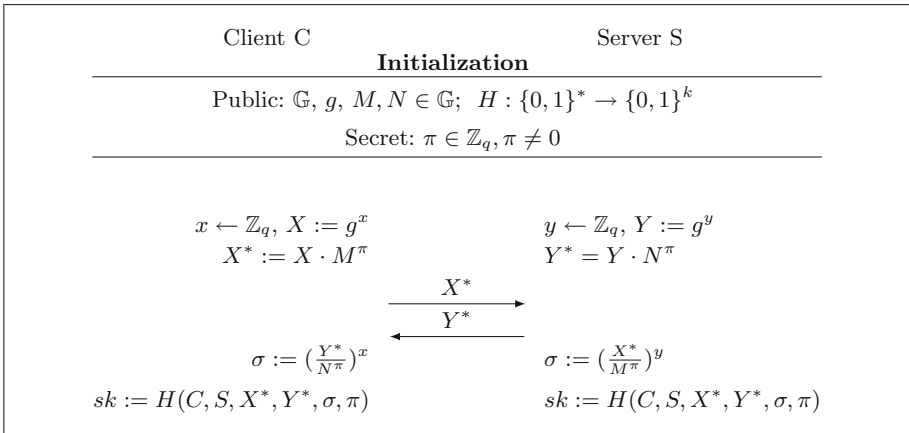 Client C Server S
Initialization
Public: 𝔾, g, M, N ∈ 𝔾; H : {0, 1}* → {0, 1}^k
Secret: π ∈ ℤ_q, π ≠ 0
x ← ℤ_q, X := g^x y ← ℤ_q, Y := g^y
X* := X · M^π Y* = Y · N^π
X*
Y*
σ := (Y*/N^π)^x σ := (X*/M^π)^y
sk := H(C, S, X*, Y*, σ, π) sk := H(C, S, X*, Y*, σ, π)